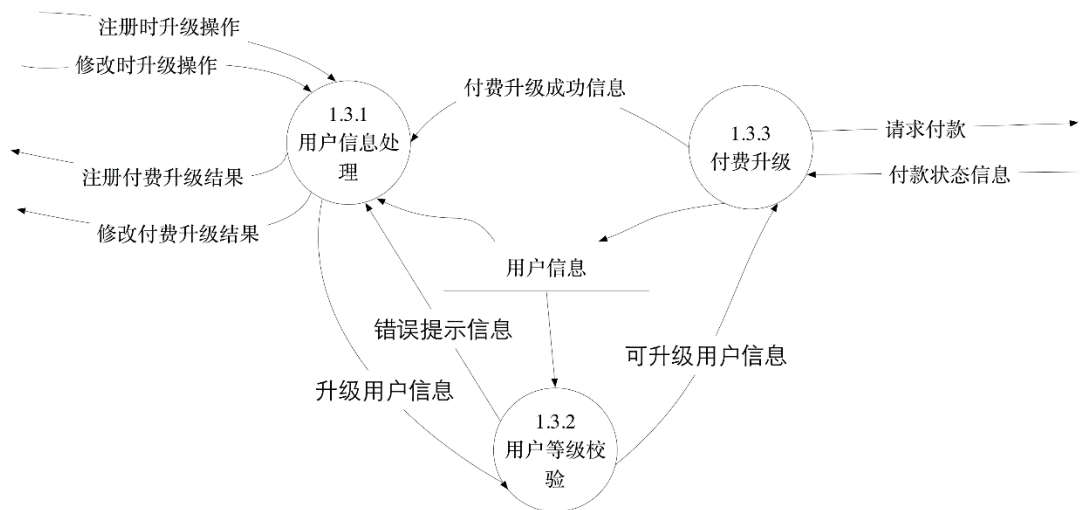 注册时升级操作
修改时升级操作
付费升级成功信息
1.3.1
用户信息处
理
1.3.3
付费升级
请求付款
付款状态信息
注册付费升级结果
修改付费升级结果
用户信息
错误提示信息
可升级用户信息
升级用户信息
1.3.2
用户等级校
验